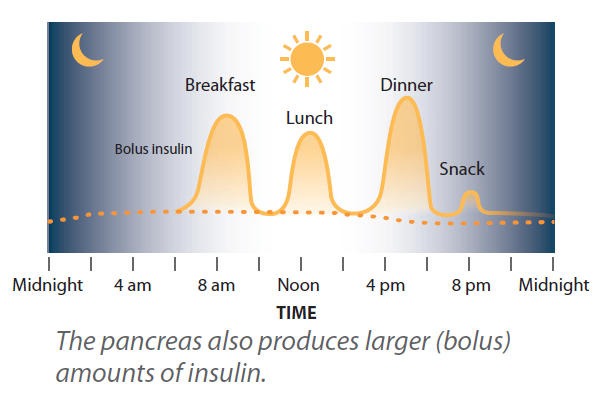 Breakfast
Dinner
Lunch
Bolus insulin
Snack
Midnight 4 am 8 am Noon 4 pm 8 pm Midnight
TIME
The pancreas also produces larger (bolus)
amounts of insulin.